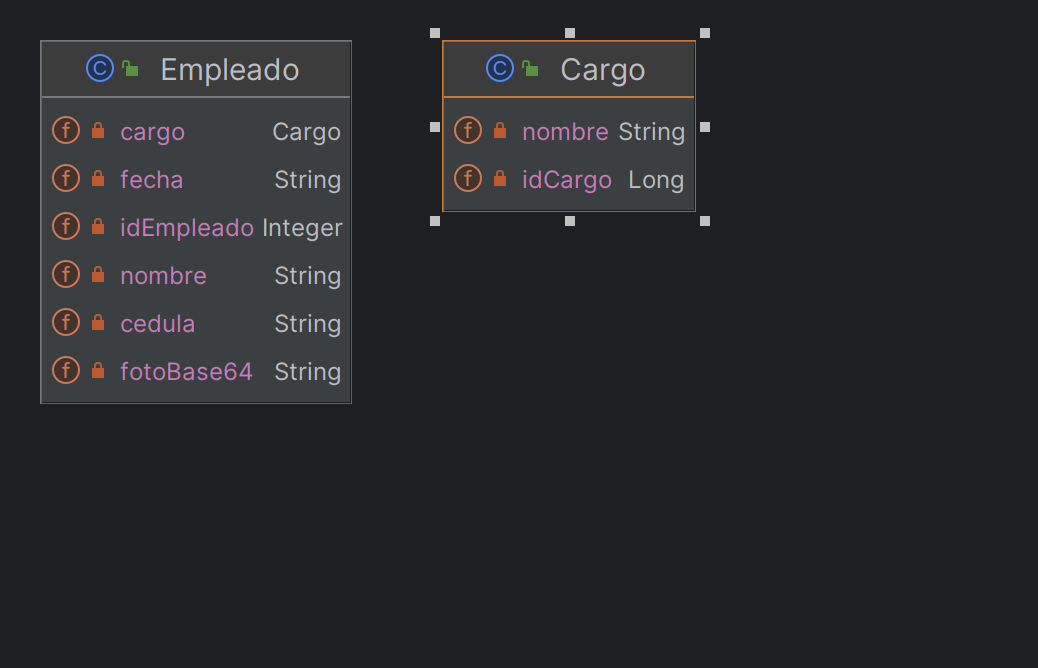 C Empleado
f cargo Cargo
f fecha String
f idEmpleado Integer
f nombre String
f cedula String
f fotoBase64 String
C Cargo
f nombre String
f idCargo Long